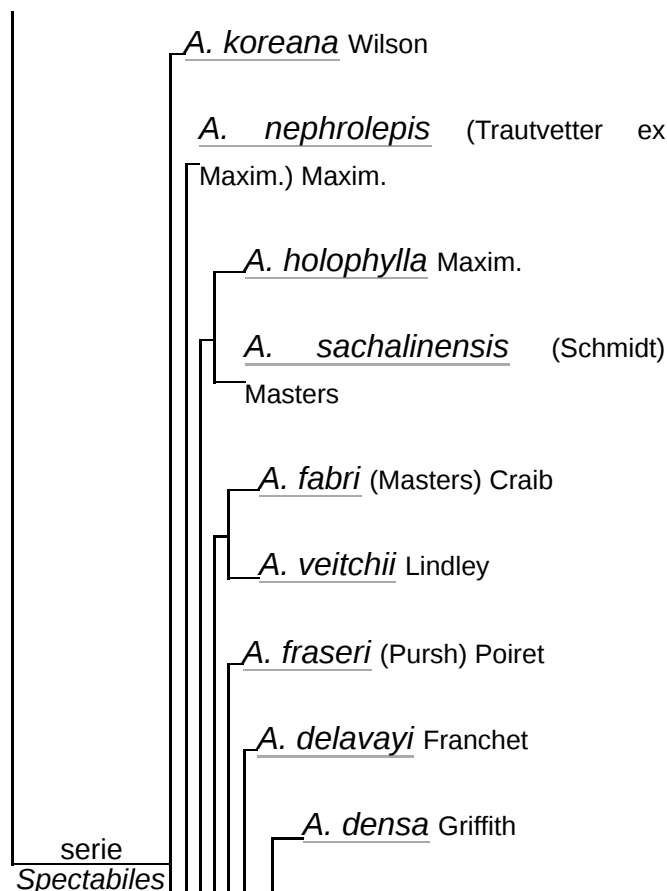 A. koreana Wilson
A. nephrolepis (Trautvetter ex
Maxim.) Maxim.
A. holophylla Maxim.
A. sachalinensis (Schmidt)
Masters
A. fabri (Masters) Craib
A. veitchii Lindley
A. fraseri (Pursh) Poiret
A. delavayi Franchet
A. densa Griffith
serie
Spectabiles